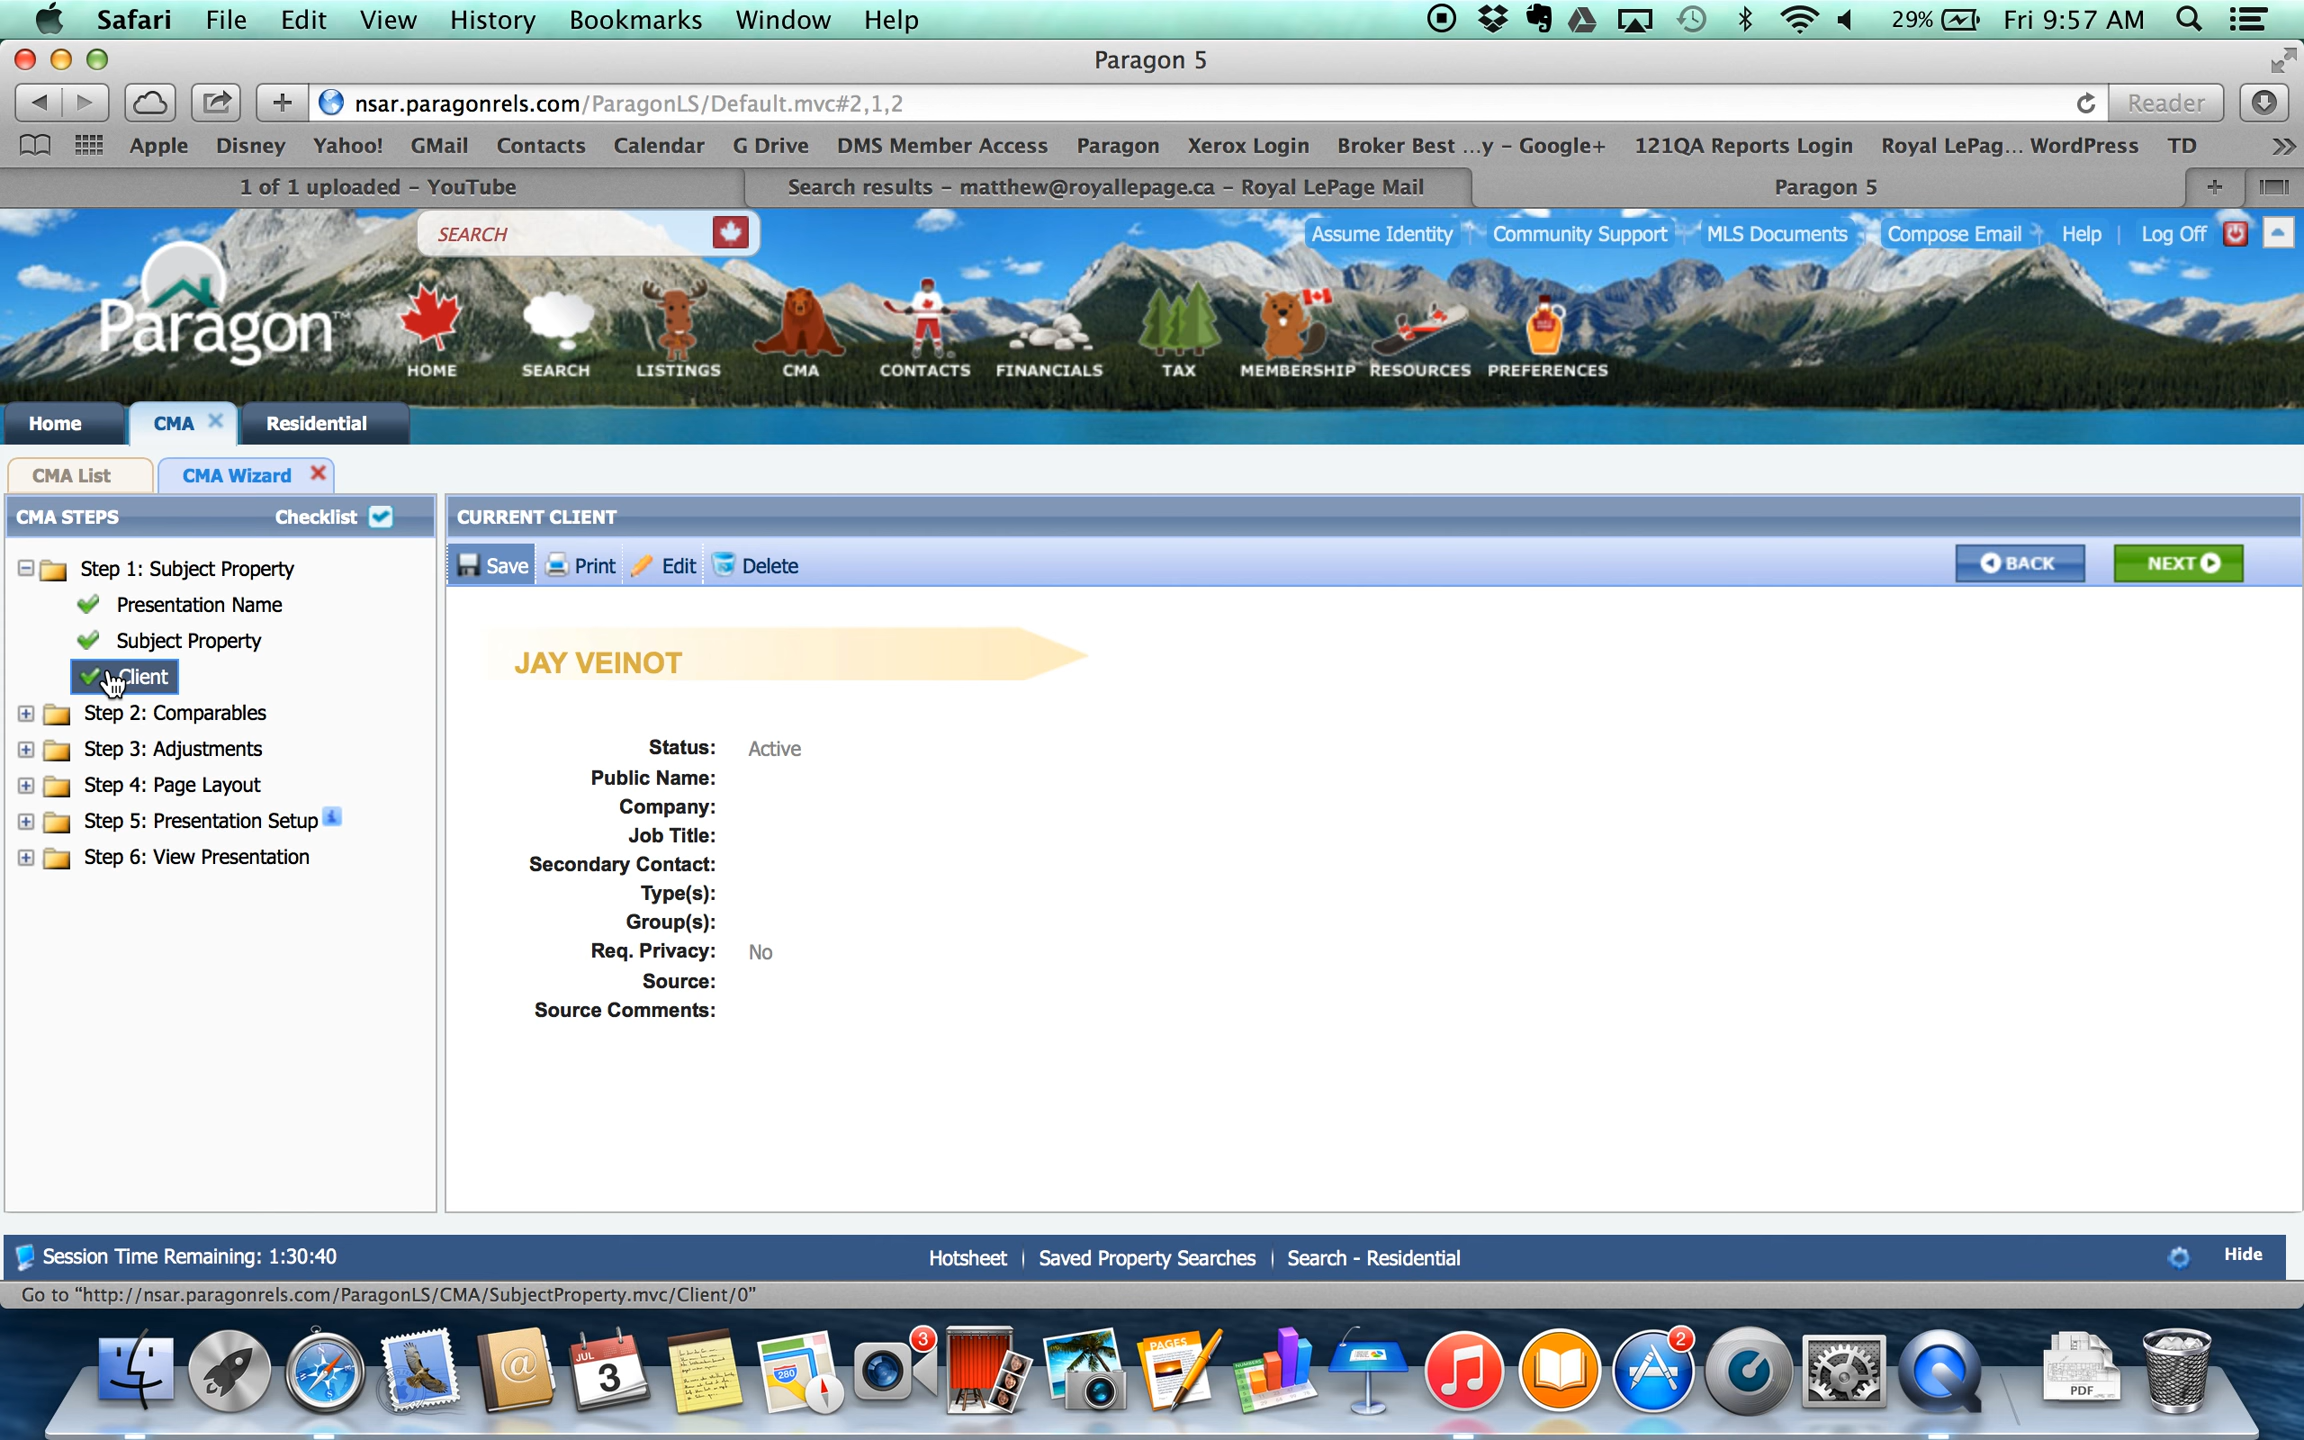 Safari File Edit View History Bookmarks Window Help 29% Fri 9:57 AM
Paragon 5
nsar.paragonrels.com/ParagonLS/Default.mvc#2,1,2 Reader
Apple Disney Yahoo! GMail Contacts Calendar G Drive DMS Member Access Paragon Xerox Login Broker Best ...y – Google+ 121QA Reports Login Royal LePag... WordPress TD
1 of 1 uploaded – YouTube Search results – matthew@royallepage.ca – Royal LePage Mail Paragon 5
SEARCH Assume Identity Community Support MLS Documents Compose Email Help | Log Off
Paragon™
HOME SEARCH LISTINGS CMA CONTACTS FINANCIALS TAX MEMBERSHIP RESOURCES PREFERENCES
Home CMA Residential
CMA List CMA Wizard
CMA STEPS Checklist CURRENT CLIENT
Save Print Edit Delete BACK NEXT
Step 1: Subject Property
Presentation Name
Subject Property
Client
Step 2: Comparables
Step 3: Adjustments
Step 4: Page Layout
Step 5: Presentation Setup i
Step 6: View Presentation
JAY VEINOT
Status: Active
Public Name:
Company:
Job Title:
Secondary Contact:
Type(s):
Group(s):
Req. Privacy: No
Source:
Source Comments:
Session Time Remaining: 1:30:40 Hotsheet | Saved Property Searches | Search - Residential Hide
Go to "http://nsar.paragonrels.com/ParagonLS/CMA/SubjectProperty.mvc/Client/0"
@ JUL 3 280 3 PAGES NUMBERS 2 PDF